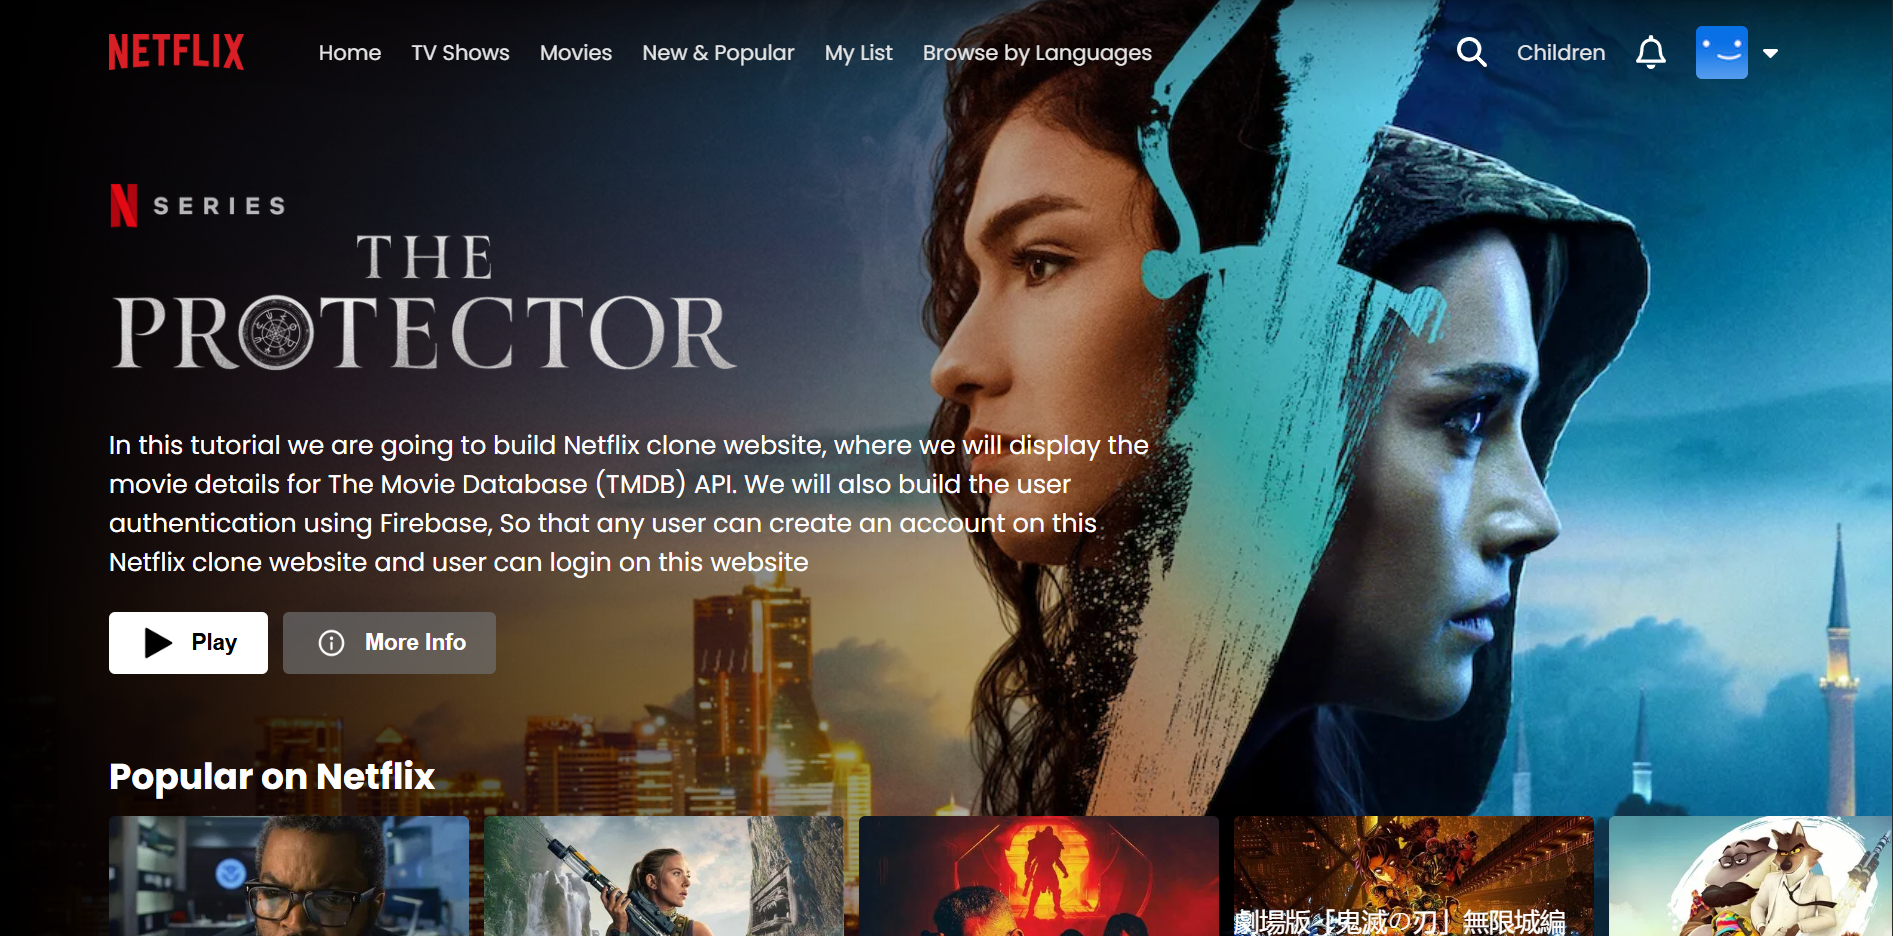 NETFLIX
Home
TV Shows
Movies
New & Popular
My List
Browse by Languages
Children
N SERIES
THE
PROTECTOR
In this tutorial we are going to build Netflix clone website, where we will display the
movie details for The Movie Database (TMDB) API. We will also build the user
authentication using Firebase, So that any user can create an account on this
Netflix clone website and user can login on this website
Play
More Info
Popular on Netflix
劇場版「鬼滅の刃」無限城編